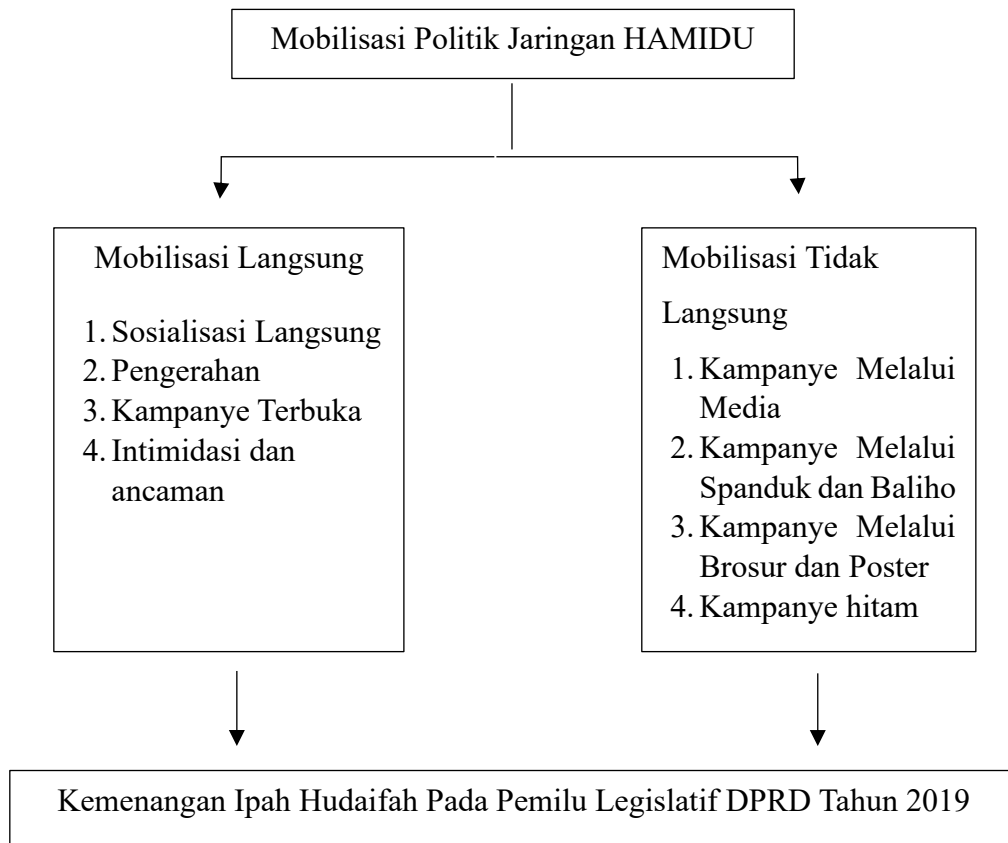 Mobilisasi Politik Jaringan HAMIDU
Mobilisasi Langsung
1. Sosialisasi Langsung
2. Pengerahan
3. Kampanye Terbuka
4. Intimidasi dan
ancaman
Mobilisasi Tidak
Langsung
1. Kampanye Melalui
Media
2. Kampanye Melalui
Spanduk dan Baliho
3. Kampanye Melalui
Brosur dan Poster
4. Kampanye hitam
Kemenangan Ipah Hudaifah Pada Pemilu Legislatif DPRD Tahun 2019